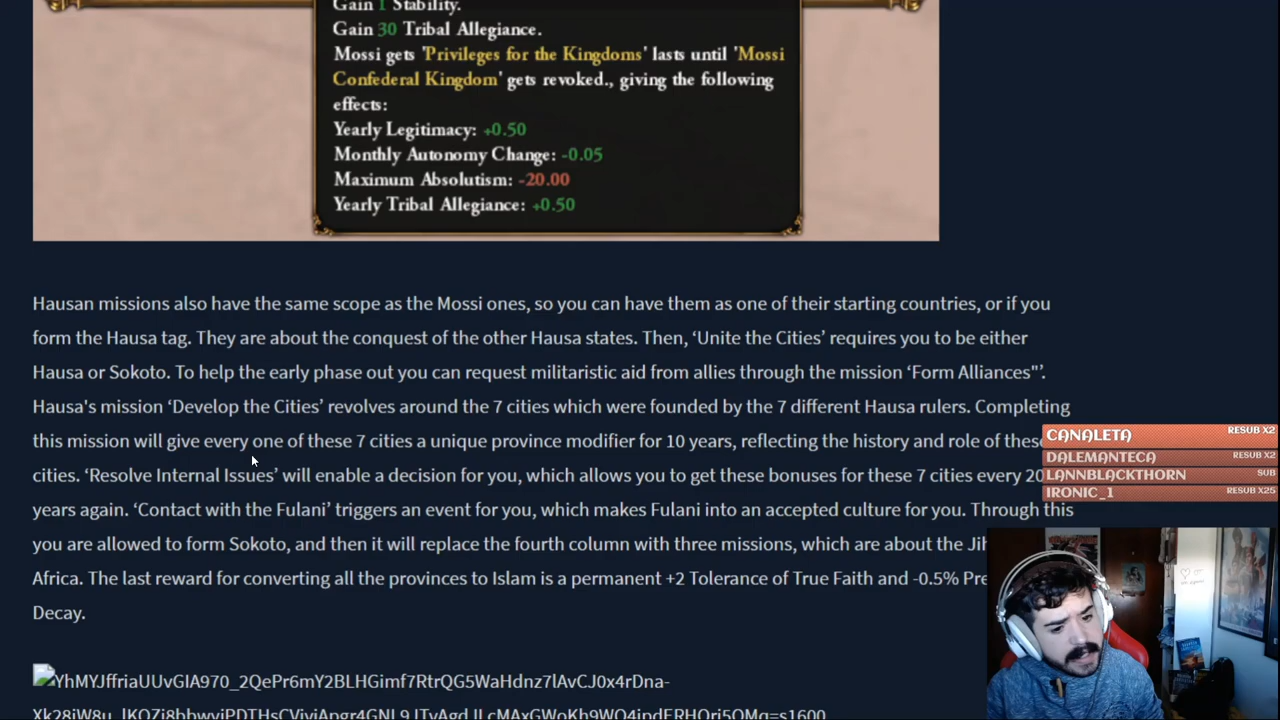 Gain 1 Stability.
Gain 30 Tribal Allegiance.
Mossi gets 'Privileges for the Kingdoms' lasts until 'Mossi
Confederal Kingdom' gets revoked., giving the following
effects:
Yearly Legitimacy: +0.50
Monthly Autonomy Change: -0.05
Maximum Absolutism: -20.00
Yearly Tribal Allegiance: +0.50
Hausan missions also have the same scope as the Mossi ones, so you can have them as one of their starting countries, or if you
form the Hausa tag. They are about the conquest of the other Hausa states. Then, ‘Unite the Cities’ requires you to be either
Hausa or Sokoto. To help the early phase out you can request militaristic aid from allies through the mission ‘Form Alliances"’.
Hausa's mission ‘Develop the Cities’ revolves around the 7 cities which were founded by the 7 different Hausa rulers. Completing
this mission will give every one of these 7 cities a unique province modifier for 10 years, reflecting the history and role of these
cities. ‘Resolve Internal Issues’ will enable a decision for you, which allows you to get these bonuses for these 7 cities every 20
years again. ‘Contact with the Fulani’ triggers an event for you, which makes Fulani into an accepted culture for you. Through this
you are allowed to form Sokoto, and then it will replace the fourth column with three missions, which are about the Jih
Africa. The last reward for converting all the provinces to Islam is a permanent +2 Tolerance of True Faith and -0.5% Pre
Decay.
CANALETA RESUB X2
DALEMANTECA RESUB X2
LANNBLACKTHORN SUB
IRONIC_1 RESUB X25